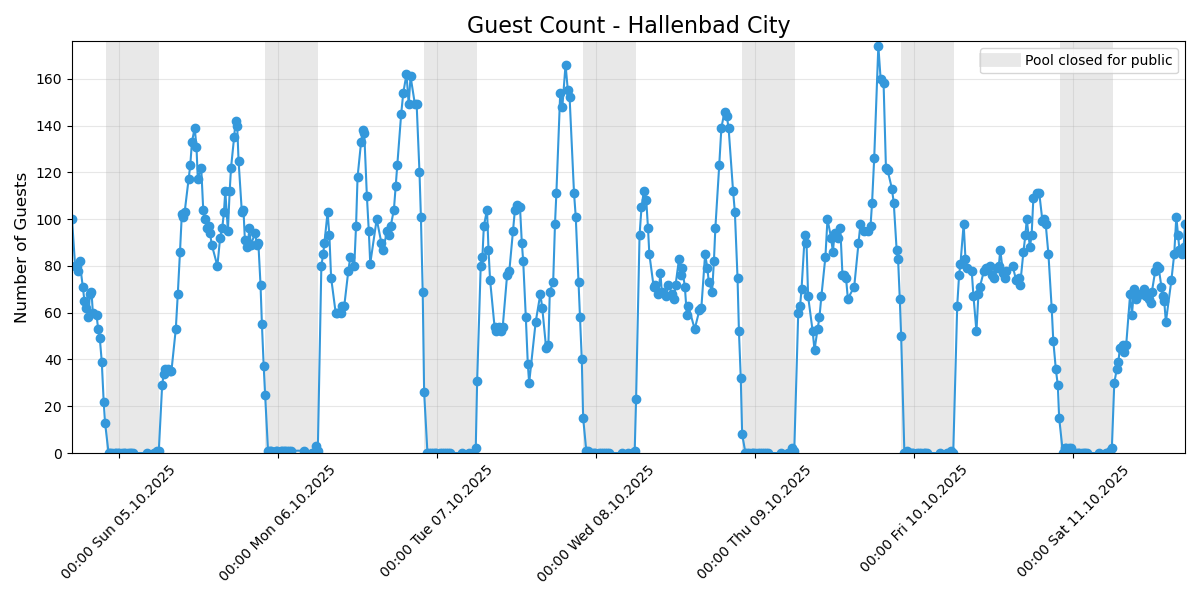 Guest Count - Hallenbad City
Pool closed for public
Number of Guests
160
140
120
100
80
60
40
20
0
00:00 Sun 05.10.2025
00:00 Mon 06.10.2025
00:00 Tue 07.10.2025
00:00 Wed 08.10.2025
00:00 Thu 09.10.2025
00:00 Fri 10.10.2025
00:00 Sat 11.10.2025